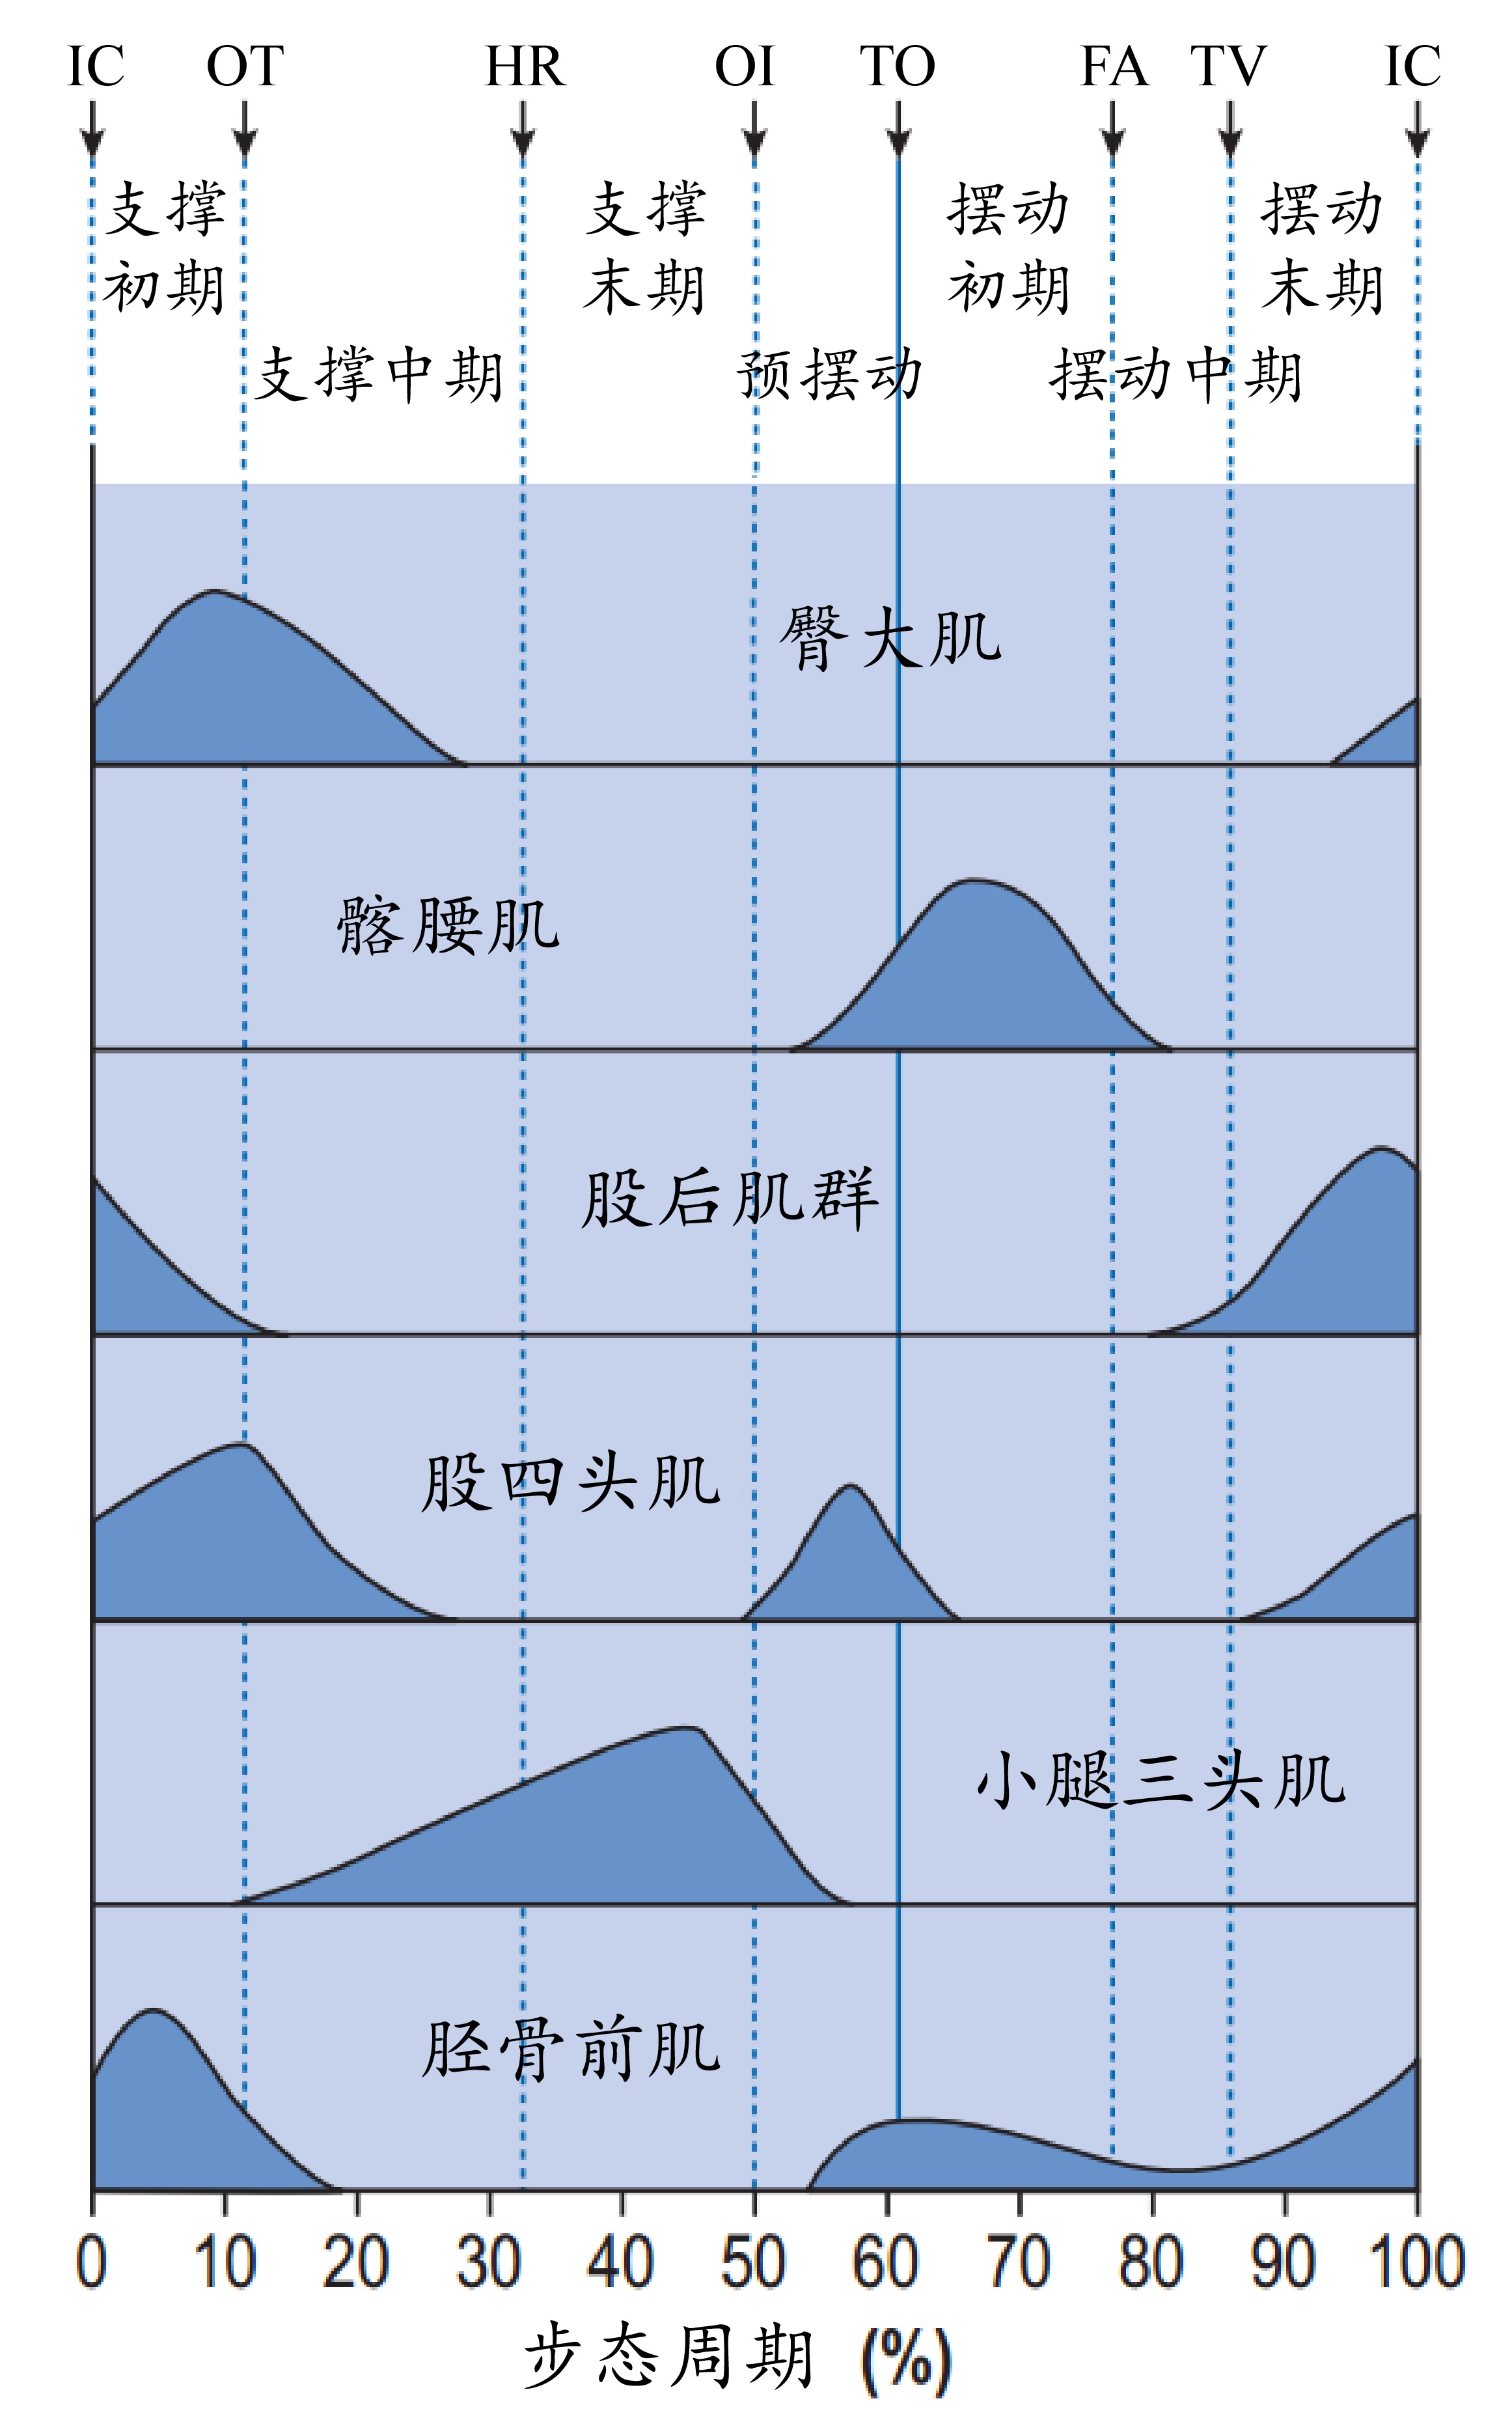 IC OT HR OI TO FA TV IC
支撑 支撑 摆动 摆动
初期 末期 初期 末期
支撑中期 预摆动 摆动中期
臀大肌
髂腰肌
股后肌群
股四头肌
小腿三头肌
胫骨前肌
0 10 20 30 40 50 60 70 80 90 100
步态周期 (%)